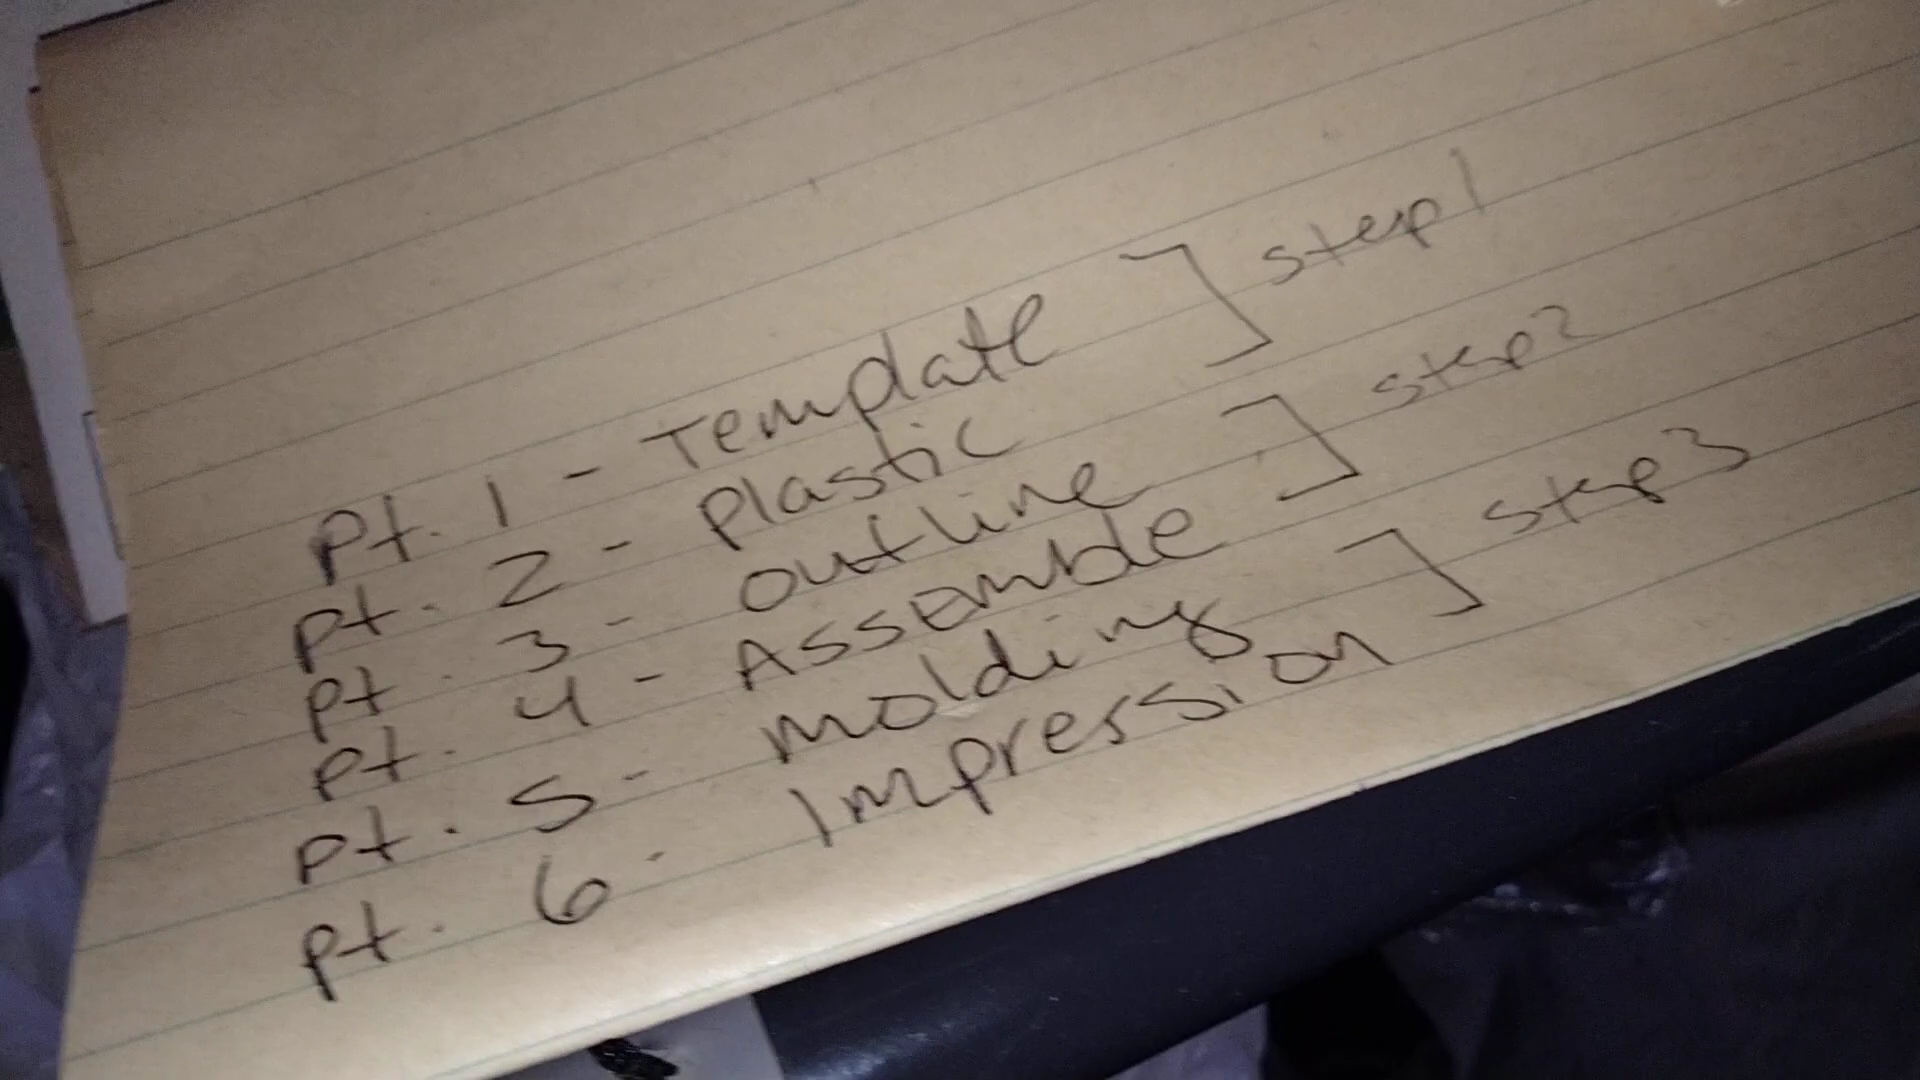 Pt. 1 - Template ] step 1
Pt. 2 - Plastic
Pt. 3 - outline ] step 2
Pt. 4 - Assemble
Pt. 5 - molding ] step 3
Pt. 6 - Impression